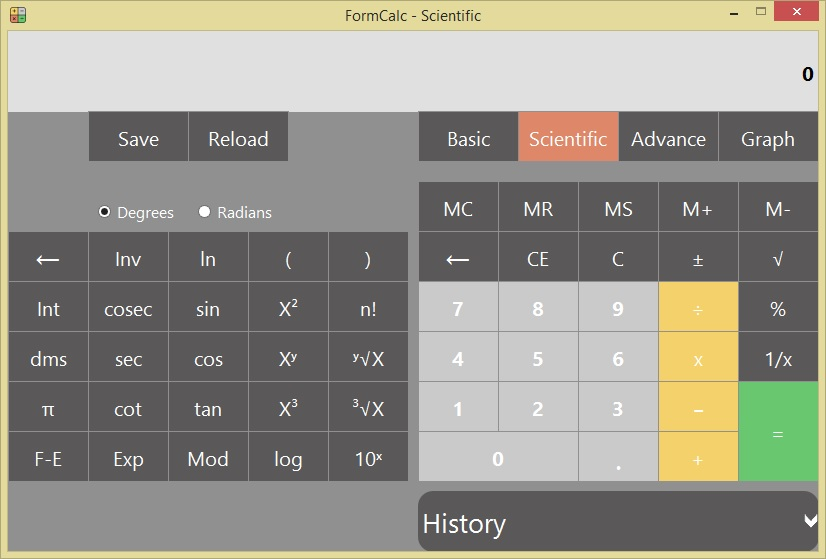 FormCalc - Scientific
0
Save Reload Basic Scientific Advance Graph
Degrees Radians MC MR MS M+ M-
← Inv ln ( ) ← CE C ± √
Int cosec sin X² n! 7 8 9 ÷ %
dms sec cos Xʸ ʸ√X 4 5 6 x 1/x
π cot tan X³ ³√X 1 2 3 − =
F-E Exp Mod log 10ˣ 0 . +
History